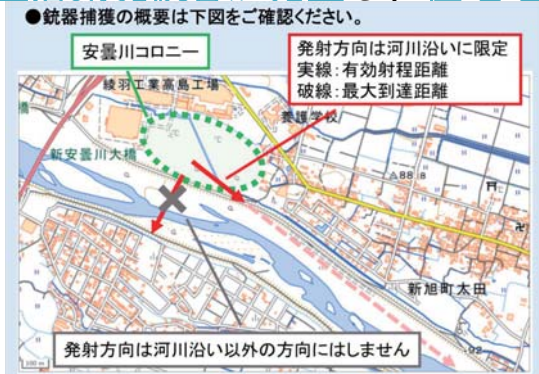 ●銃器捕獲の概要は下図をご確認ください。
安曇川コロニー
発射方向は河川沿いに限定
実線：有効射程距離
破線：最大到達距離
綾羽工業高島工場
養護学校
新安曇川大橋
88
新旭町太田
92
発射方向は河川沿い以外の方向にはしません
100 m